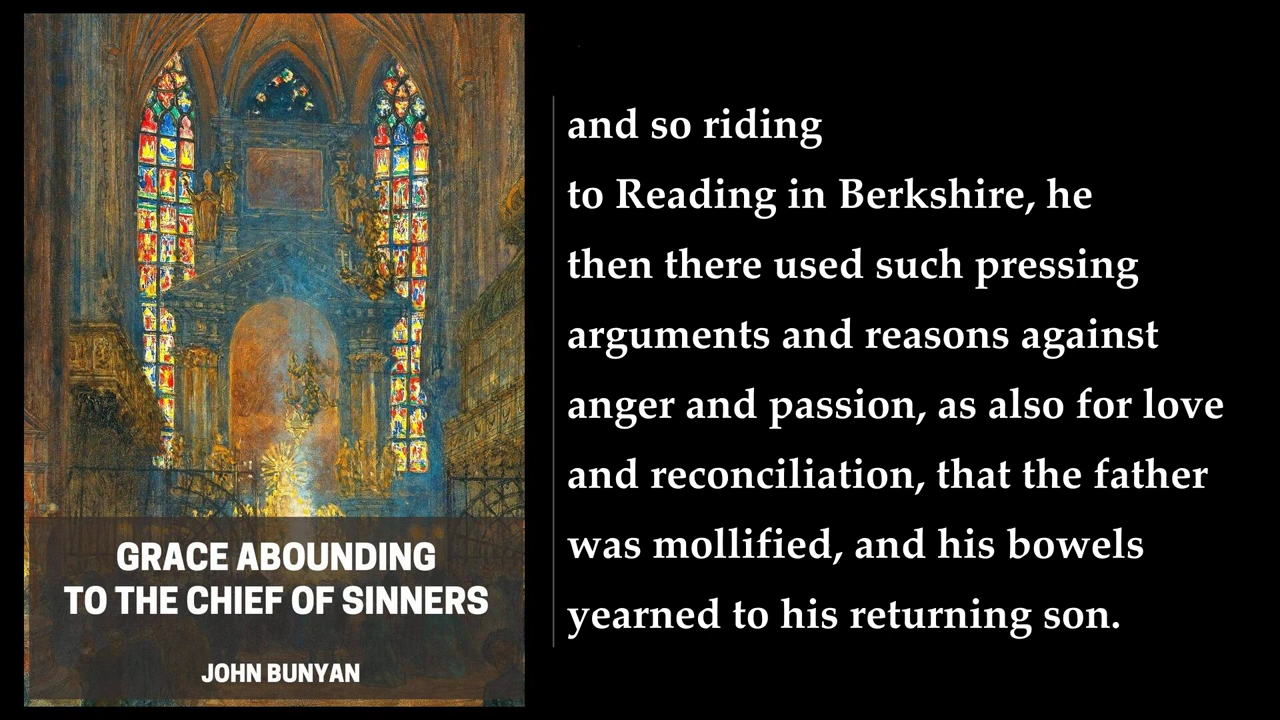 GRACE ABOUNDING
TO THE CHIEF OF SINNERS
JOHN BUNYAN
and so riding
to Reading in Berkshire, he
then there used such pressing
arguments and reasons against
anger and passion, as also for love
and reconciliation, that the father
was mollified, and his bowels
yearned to his returning son.